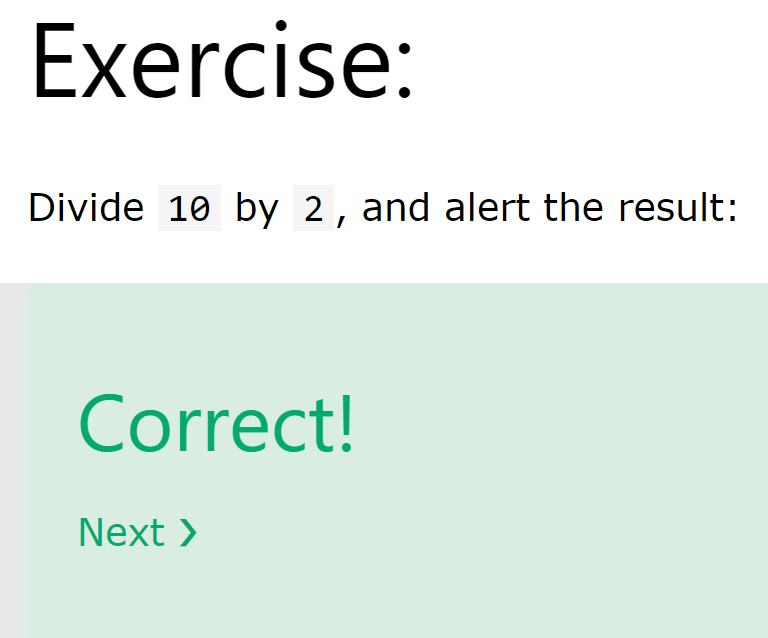 Exercise:
Divide 10 by 2, and alert the result:
Correct!
Next ❯